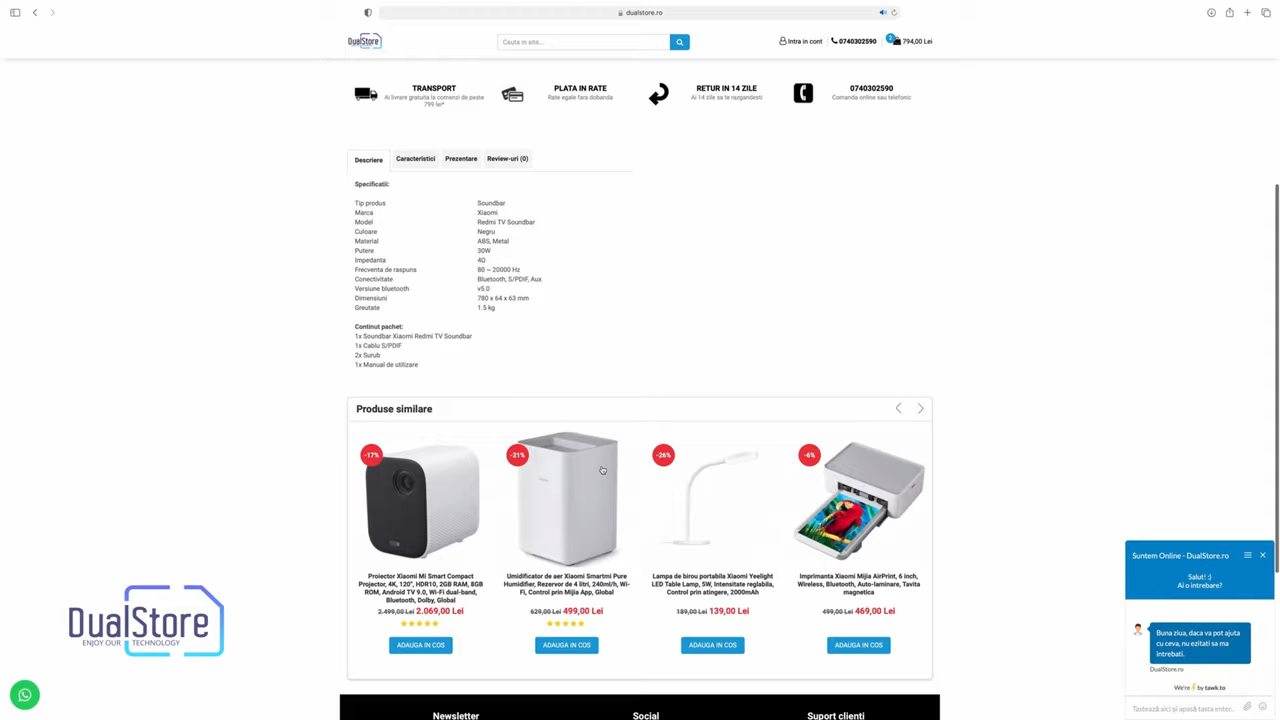 dualstore.ro
DualStore
Cauta in site...
Intra in cont
0740302590
2
794,00 Lei
TRANSPORT
Ai livrare gratuita la comenzi de peste
799 lei*
PLATA IN RATE
Rate egale fara dobanda
RETUR IN 14 ZILE
Ai 14 zile sa te razgandesti
0740302590
Comanda online sau telefonic
Descriere
Caracteristici
Prezentare
Review-uri (0)
Specificatii:
Tip produs Soundbar
Marca Xiaomi
Model Redmi TV Soundbar
Culoare Negru
Material ABS, Metal
Putere 30W
Impedanta 4Ω
Frecventa de raspuns 80 ~ 20000 Hz
Conectivitate Bluetooth, S/PDIF, Aux
Versiune bluetooth v5.0
Dimensiuni 780 x 64 x 63 mm
Greutate 1.5 kg
Continut pachet:
1x Soundbar Xiaomi Redmi TV Soundbar
1x Cablu S/PDIF
2x Surub
1x Manual de utilizare
Produse similare
-17%
Proiector Xiaomi Mi Smart Compact
Projector, 4K, 120", HDR10, 2GB RAM, 8GB
ROM, Android TV 9.0, Wi-Fi dual-band,
Bluetooth, Dolby, Global
2.499,00 Lei 2.069,00 Lei
ADAUGA IN COS
-21%
Umidificator de aer Xiaomi Smartmi Pure
Humidifier, Rezervor de 4 litri, 240ml/h, Wi-
Fi, Control prin Mijia App, Global
629,00 Lei 499,00 Lei
ADAUGA IN COS
-26%
Lampa de birou portabila Xiaomi Yeelight
LED Table Lamp, 5W, Intensitate reglabila,
Control prin atingere, 2000mAh
189,00 Lei 139,00 Lei
ADAUGA IN COS
-6%
Imprimanta Xiaomi Mijia AirPrint, 6 inch,
Wireless, Bluetooth, Auto-laminare, Tavita
magnetica
499,00 Lei 469,00 Lei
ADAUGA IN COS
Newsletter
Social
Suport clienti
DualStore
ENJOY OUR TECHNOLOGY
Suntem Online - DualStore.ro
Salut! :)
Ai o intrebare?
Buna ziua, daca va pot ajuta
cu ceva, nu ezitati sa ma
intrebati.
DualStore.ro
We're by tawk.to
Tastează aici și apasă tasta enter..